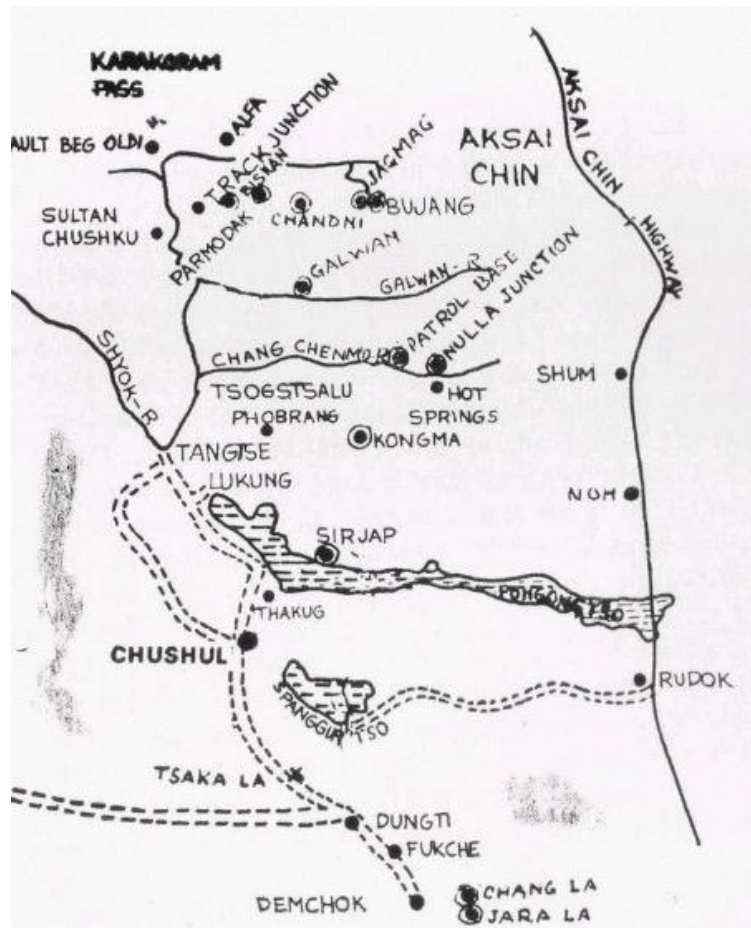 KARAKORAM
PASS
AULT BEG OLDI
ALFA
TRACK JUNCTION
BISHAN
JAGMAG
AKSAI
CHIN
AKSAI CHIN HIGHWAY
SULTAN
CHUSHKU
PARMODAK
CHANDNI
BUJANG
GALWAN
GALWAN-R
PATROL BASE
NULLA JUNCTION
SHYOK-R
CHANG CHENMO R
TSOGSTSALU
PHOBRANG
HOT
SPRINGS
SHUM
KONGMA
TANGTSE
LUKUNG
NOH
SIRJAP
PONGONG TSO
THAKUG
CHUSHUL
RUDOK
SPANGGUR TSO
TSAKA LA
DUNGTI
FUKCHE
DEMCHOK
CHANG LA
JARA LA